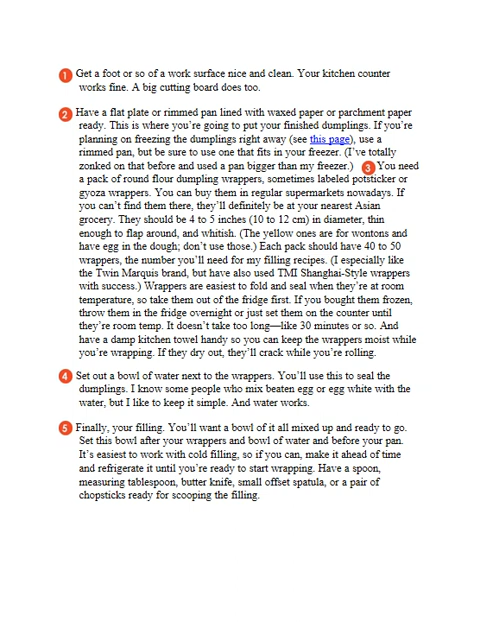 1 Get a foot or so of a work surface nice and clean. Your kitchen counter
works fine. A big cutting board does too.
2 Have a flat plate or rimmed pan lined with waxed paper or parchment paper
ready. This is where you’re going to put your finished dumplings. If you’re
planning on freezing the dumplings right away (see this page), use a
rimmed pan, but be sure to use one that fits in your freezer. (I’ve totally
zonked on that before and used a pan bigger than my freezer.) 3 You need
a pack of round flour dumpling wrappers, sometimes labeled potsticker or
gyoza wrappers. You can buy them in regular supermarkets nowadays. If
you can’t find them there, they’ll definitely be at your nearest Asian
grocery. They should be 4 to 5 inches (10 to 12 cm) in diameter, thin
enough to flap around, and whitish. (The yellow ones are for wontons and
have egg in the dough; don’t use those.) Each pack should have 40 to 50
wrappers, the number you’ll need for my filling recipes. (I especially like
the Twin Marquis brand, but have also used TMI Shanghai-Style wrappers
with success.) Wrappers are easiest to fold and seal when they’re at room
temperature, so take them out of the fridge first. If you bought them frozen,
throw them in the fridge overnight or just set them on the counter until
they’re room temp. It doesn’t take too long—like 30 minutes or so. And
have a damp kitchen towel handy so you can keep the wrappers moist while
you’re wrapping. If they dry out, they’ll crack while you’re rolling.
4 Set out a bowl of water next to the wrappers. You’ll use this to seal the
dumplings. I know some people who mix beaten egg or egg white with the
water, but I like to keep it simple. And water works.
5 Finally, your filling. You’ll want a bowl of it all mixed up and ready to go.
Set this bowl after your wrappers and bowl of water and before your pan.
It’s easiest to work with cold filling, so if you can, make it ahead of time
and refrigerate it until you’re ready to start wrapping. Have a spoon,
measuring tablespoon, butter knife, small offset spatula, or a pair of
chopsticks ready for scooping the filling.